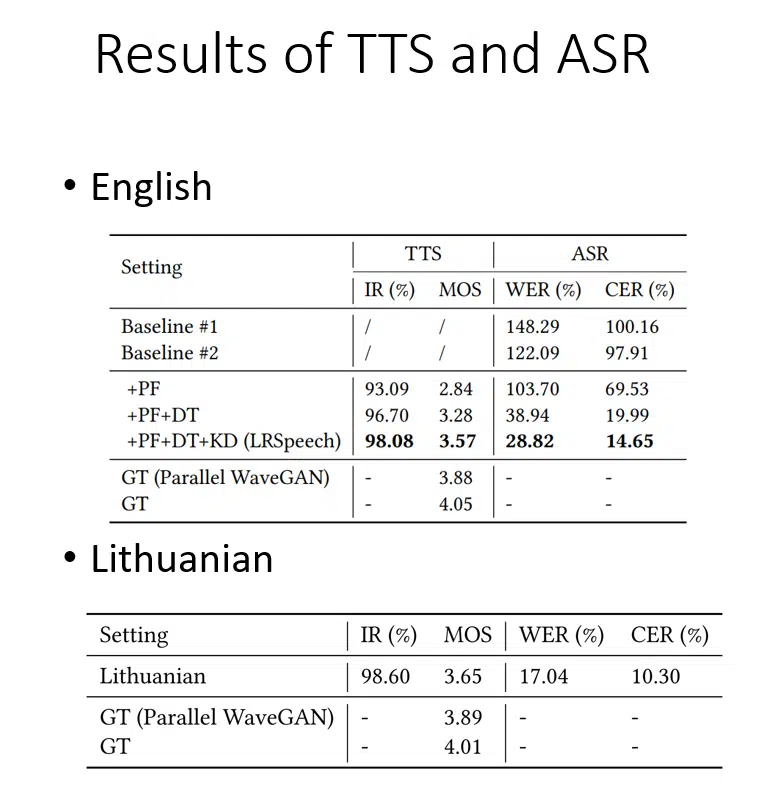 Results of TTS and ASR
• English
Setting TTS ASR
IR (%) MOS WER (%) CER (%)
Baseline #1 / / 148.29 100.16
Baseline #2 / / 122.09 97.91
+PF 93.09 2.84 103.70 69.53
+PF+DT 96.70 3.28 38.94 19.99
+PF+DT+KD (LRSpeech) 98.08 3.57 28.82 14.65
GT (Parallel WaveGAN) - 3.88 - -
GT - 4.05 - -
• Lithuanian
Setting IR (%) MOS WER (%) CER (%)
Lithuanian 98.60 3.65 17.04 10.30
GT (Parallel WaveGAN) - 3.89 - -
GT - 4.01 - -